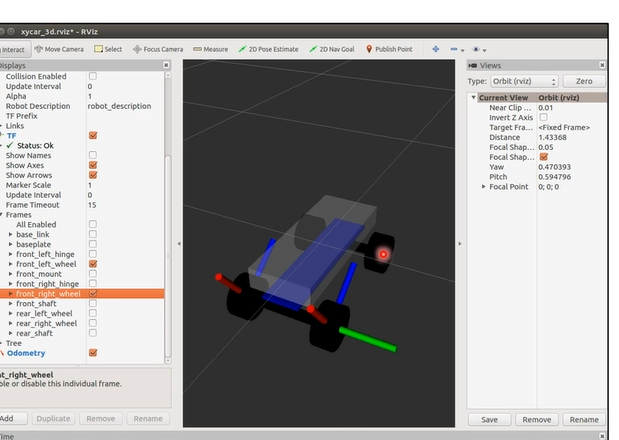 xycar_3d.rviz* - RViz
Interact Move Camera Select Focus Camera Measure 2D Pose Estimate 2D Nav Goal Publish Point
Displays
Collision Enabled
Update Interval 0
Alpha 1
Robot Description robot_description
TF Prefix
Links
TF
Status: Ok
Show Names
Show Axes
Show Arrows
Marker Scale 1
Update Interval 0
Frame Timeout 15
Frames
All Enabled
base_link
baseplate
front_left_hinge
front_left_wheel
front_mount
front_right_hinge
front_right_wheel
front_shaft
rear_left_wheel
rear_right_wheel
rear_shaft
Tree
Odometry
nt_right_wheel
ble or disable this individual frame.
Add Duplicate Remove Rename
Time
Views
Type: Orbit (rviz) Zero
Current View Orbit (rviz)
Near Clip ... 0.01
Invert Z Axis
Target Fra... <Fixed Frame>
Distance 1.43368
Focal Shap... 0.05
Focal Shap...
Yaw 0.470393
Pitch 0.594796
Focal Point 0; 0; 0
Save Remove Rename